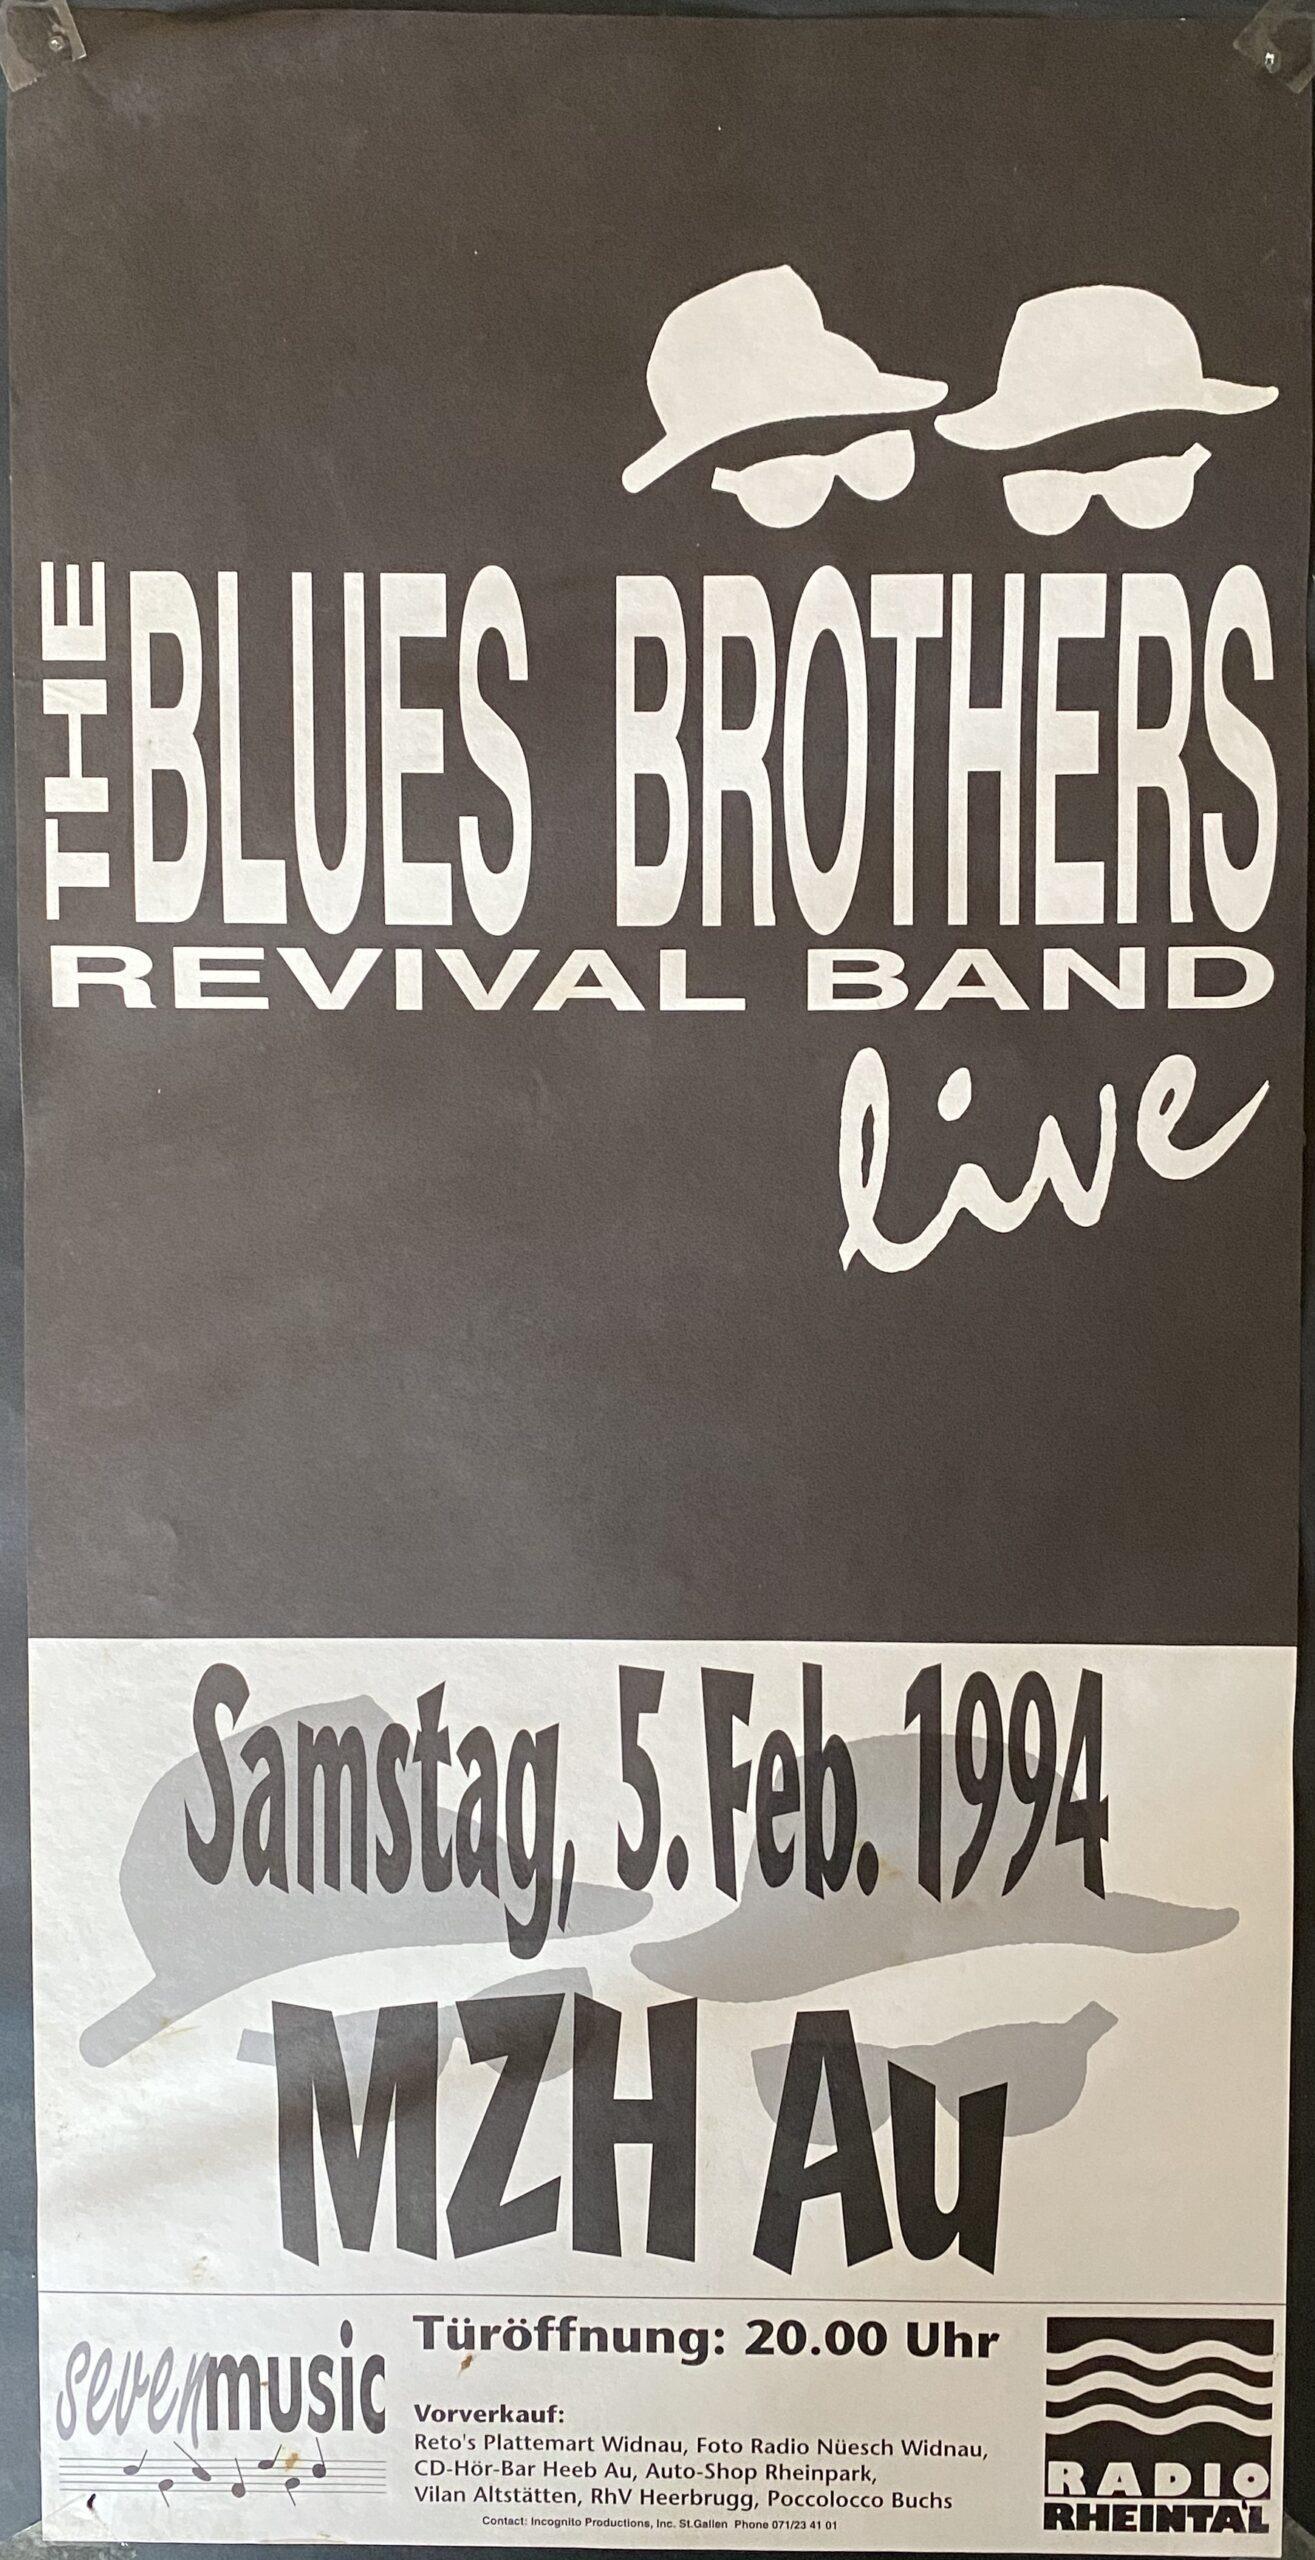 THE BLUES BROTHERS
REVIVAL BAND
live
Samstag, 5. Feb. 1994
MZH Au
sevenmusic
Türöffnung: 20.00 Uhr
Vorverkauf:
Reto's Plattemart Widnau, Foto Radio Nüesch Widnau,
CD-Hör-Bar Heeb Au, Auto-Shop Rheinpark,
Vilan Altstätten, RhV Heerbrugg, Poccolocco Buchs
Contact: Incognito Productions, Inc. St.Gallen Phone 071/23 41 01
RADIO
RHEINTAL